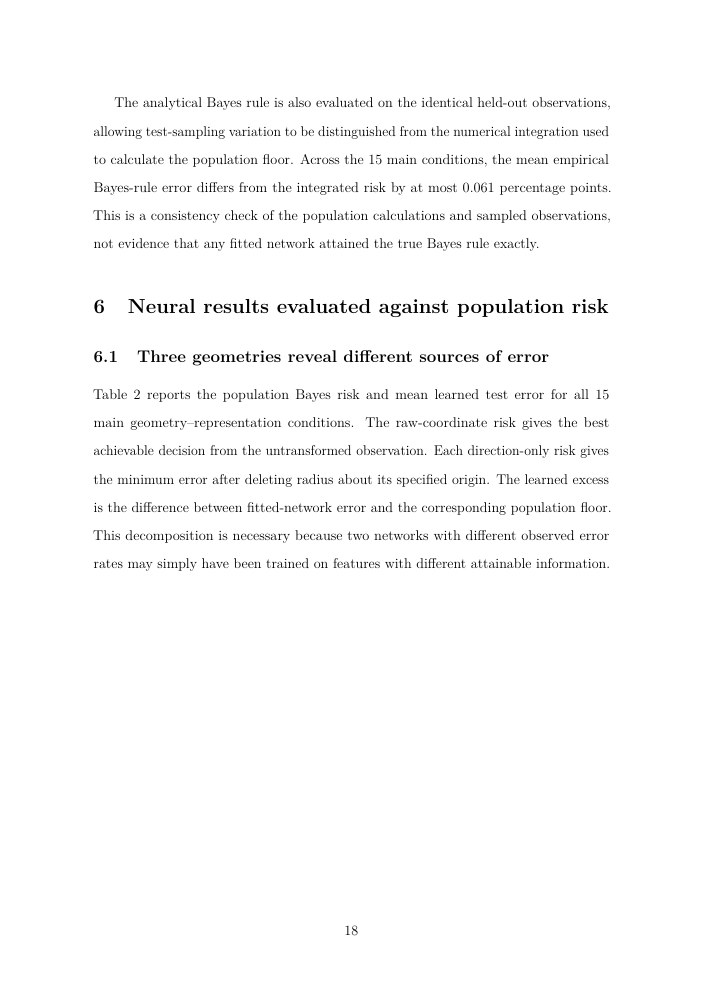 The analytical Bayes rule is also evaluated on the identical held-out observations,
allowing test-sampling variation to be distinguished from the numerical integration used
to calculate the population floor. Across the 15 main conditions, the mean empirical
Bayes-rule error differs from the integrated risk by at most 0.061 percentage points.
This is a consistency check of the population calculations and sampled observations,
not evidence that any fitted network attained the true Bayes rule exactly.
6 Neural results evaluated against population risk
6.1 Three geometries reveal different sources of error
Table 2 reports the population Bayes risk and mean learned test error for all 15
main geometry–representation conditions. The raw-coordinate risk gives the best
achievable decision from the untransformed observation. Each direction-only risk gives
the minimum error after deleting radius about its specified origin. The learned excess
is the difference between fitted-network error and the corresponding population floor.
This decomposition is necessary because two networks with different observed error
rates may simply have been trained on features with different attainable information.
18